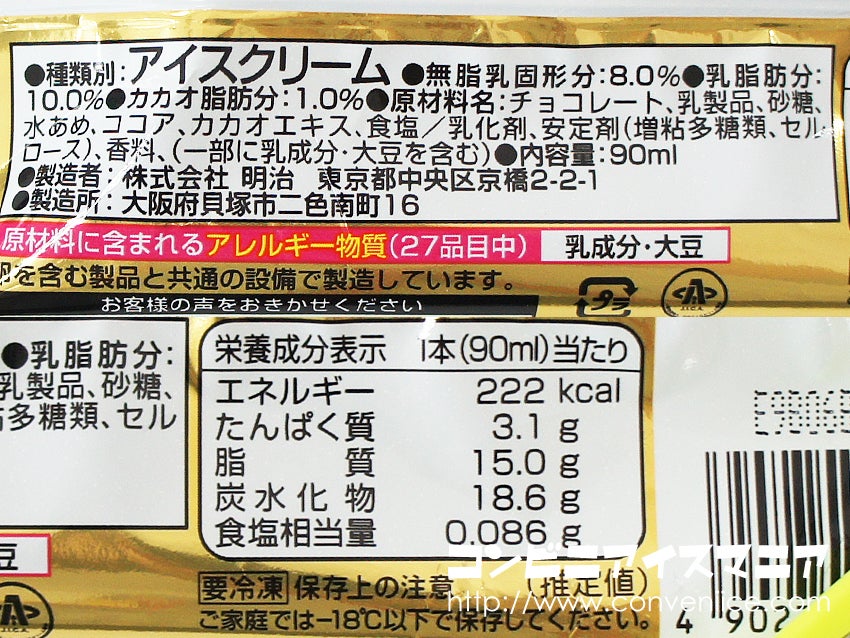 ●種類別:アイスクリーム ●無脂乳固形分:8.0%●乳脂肪分:
10.0%●カカオ脂肪分:1.0%●原材料名:チョコレート、乳製品、砂糖、
水あめ、ココア、カカオエキス、食塩/乳化剤、安定剤(増粘多糖類、セル
ロース)、香料、(一部に乳成分・大豆を含む)●内容量:90ml
●製造者:株式会社 明治 東京都中央区京橋2-2-1
●製造所:大阪府貝塚市二色南町16
原材料に含まれるアレルギー物質(27品目中) 乳成分・大豆
卵を含む製品と共通の設備で製造しています。
お客様の声をおきかせください
プラ
●乳脂肪分:
乳製品、砂糖、
粘多糖類、セル
豆
栄養成分表示 1本(90ml)当たり
エネルギー 222 kcal
たんぱく質 3.1 g
脂質 15.0 g
炭水化物 18.6 g
食塩相当量 0.086 g
(推定値)
要冷凍 保存上の注意
ご家庭では-18℃以下で保存してください。
4 902
コンビニアイスマニア
http://www.conveniice.com/